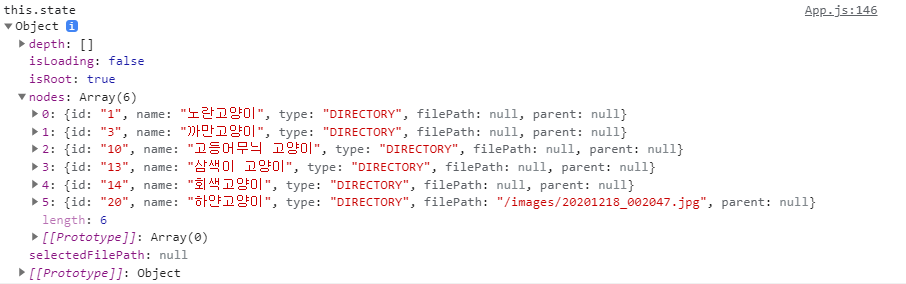 this.state App.js:146
▼Object i
▶depth: []
isLoading: false
isRoot: true
▼nodes: Array(6)
▶0: {id: "1", name: "노란고양이", type: "DIRECTORY", filePath: null, parent: null}
▶1: {id: "3", name: "까만고양이", type: "DIRECTORY", filePath: null, parent: null}
▶2: {id: "10", name: "고등어무늬 고양이", type: "DIRECTORY", filePath: null, parent: null}
▶3: {id: "13", name: "삼색이 고양이", type: "DIRECTORY", filePath: null, parent: null}
▶4: {id: "14", name: "회색고양이", type: "DIRECTORY", filePath: null, parent: null}
▶5: {id: "20", name: "하얀고양이", type: "DIRECTORY", filePath: "/images/20201218_002047.jpg", parent: null}
length: 6
▶[[Prototype]]: Array(0)
selectedFilePath: null
▶[[Prototype]]: Object